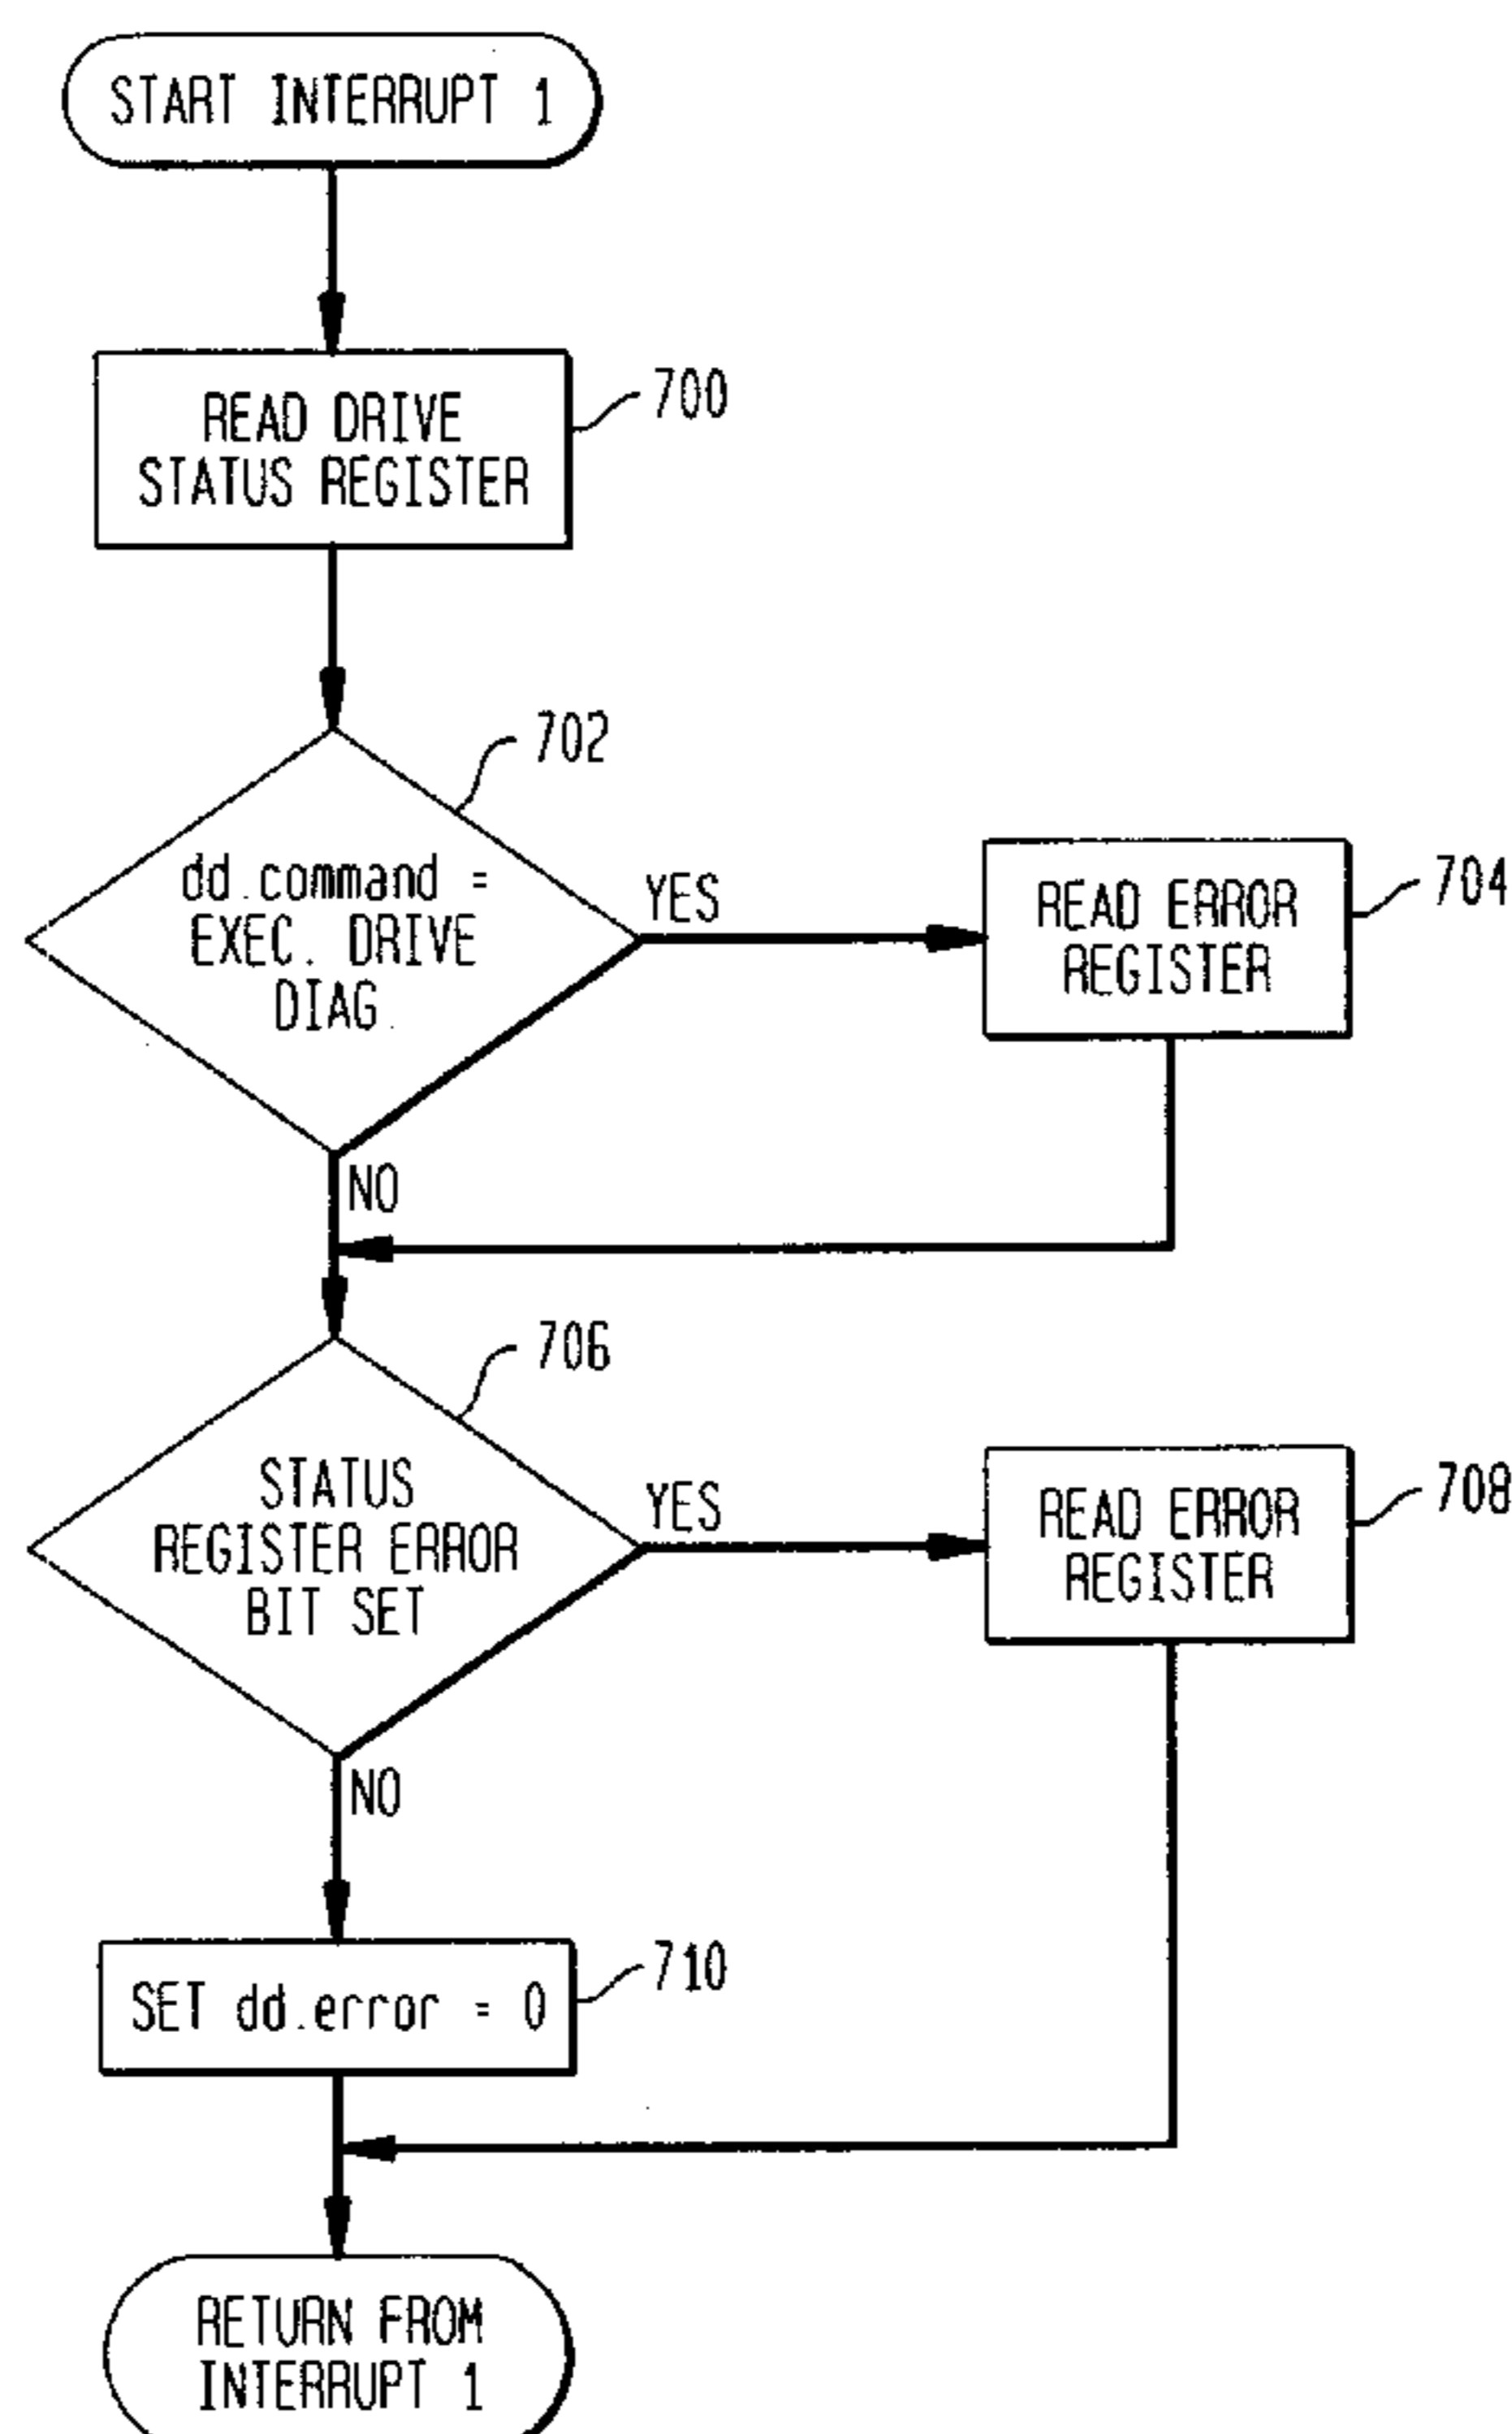 START INTERRUPT 1
READ DRIVE
STATUS REGISTER
700
702
dd.command =
EXEC. DRIVE
DIAG.
YES
READ ERROR
REGISTER
704
NO
706
STATUS
REGISTER ERROR
BIT SET
YES
READ ERROR
REGISTER
708
NO
SET dd.error = 0
710
RETURN FROM
INTERRUPT 1